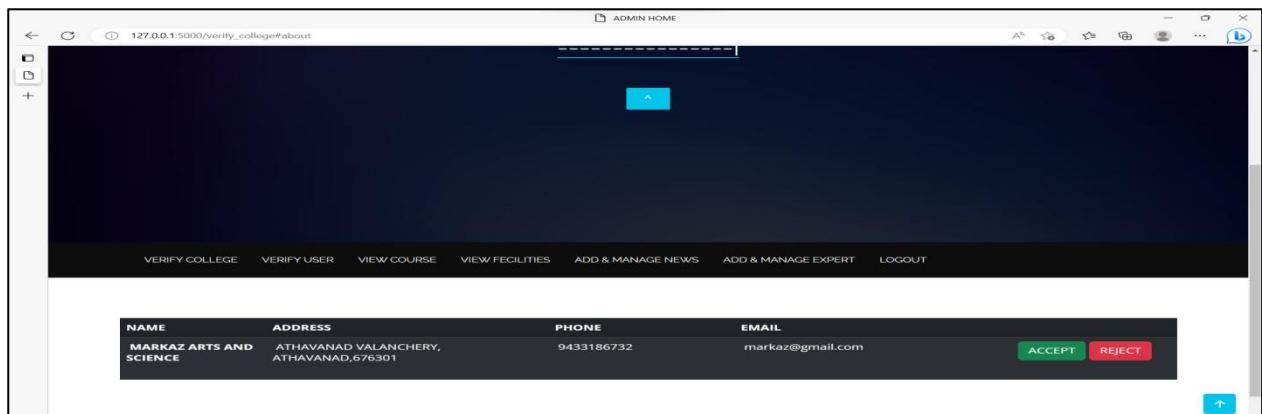 ADMIN HOME
127.0.0.1:5000/verify_college#about
VERIFY COLLEGE VERIFY USER VIEW COURSE VIEW FECILITIES ADD & MANAGE NEWS ADD & MANAGE EXPERT LOGOUT
NAME ADDRESS PHONE EMAIL
MARKAZ ARTS AND ATHAVANAD VALANCHERY, 9433186732 markaz@gmail.com ACCEPT REJECT
SCIENCE ATHAVANAD,676301